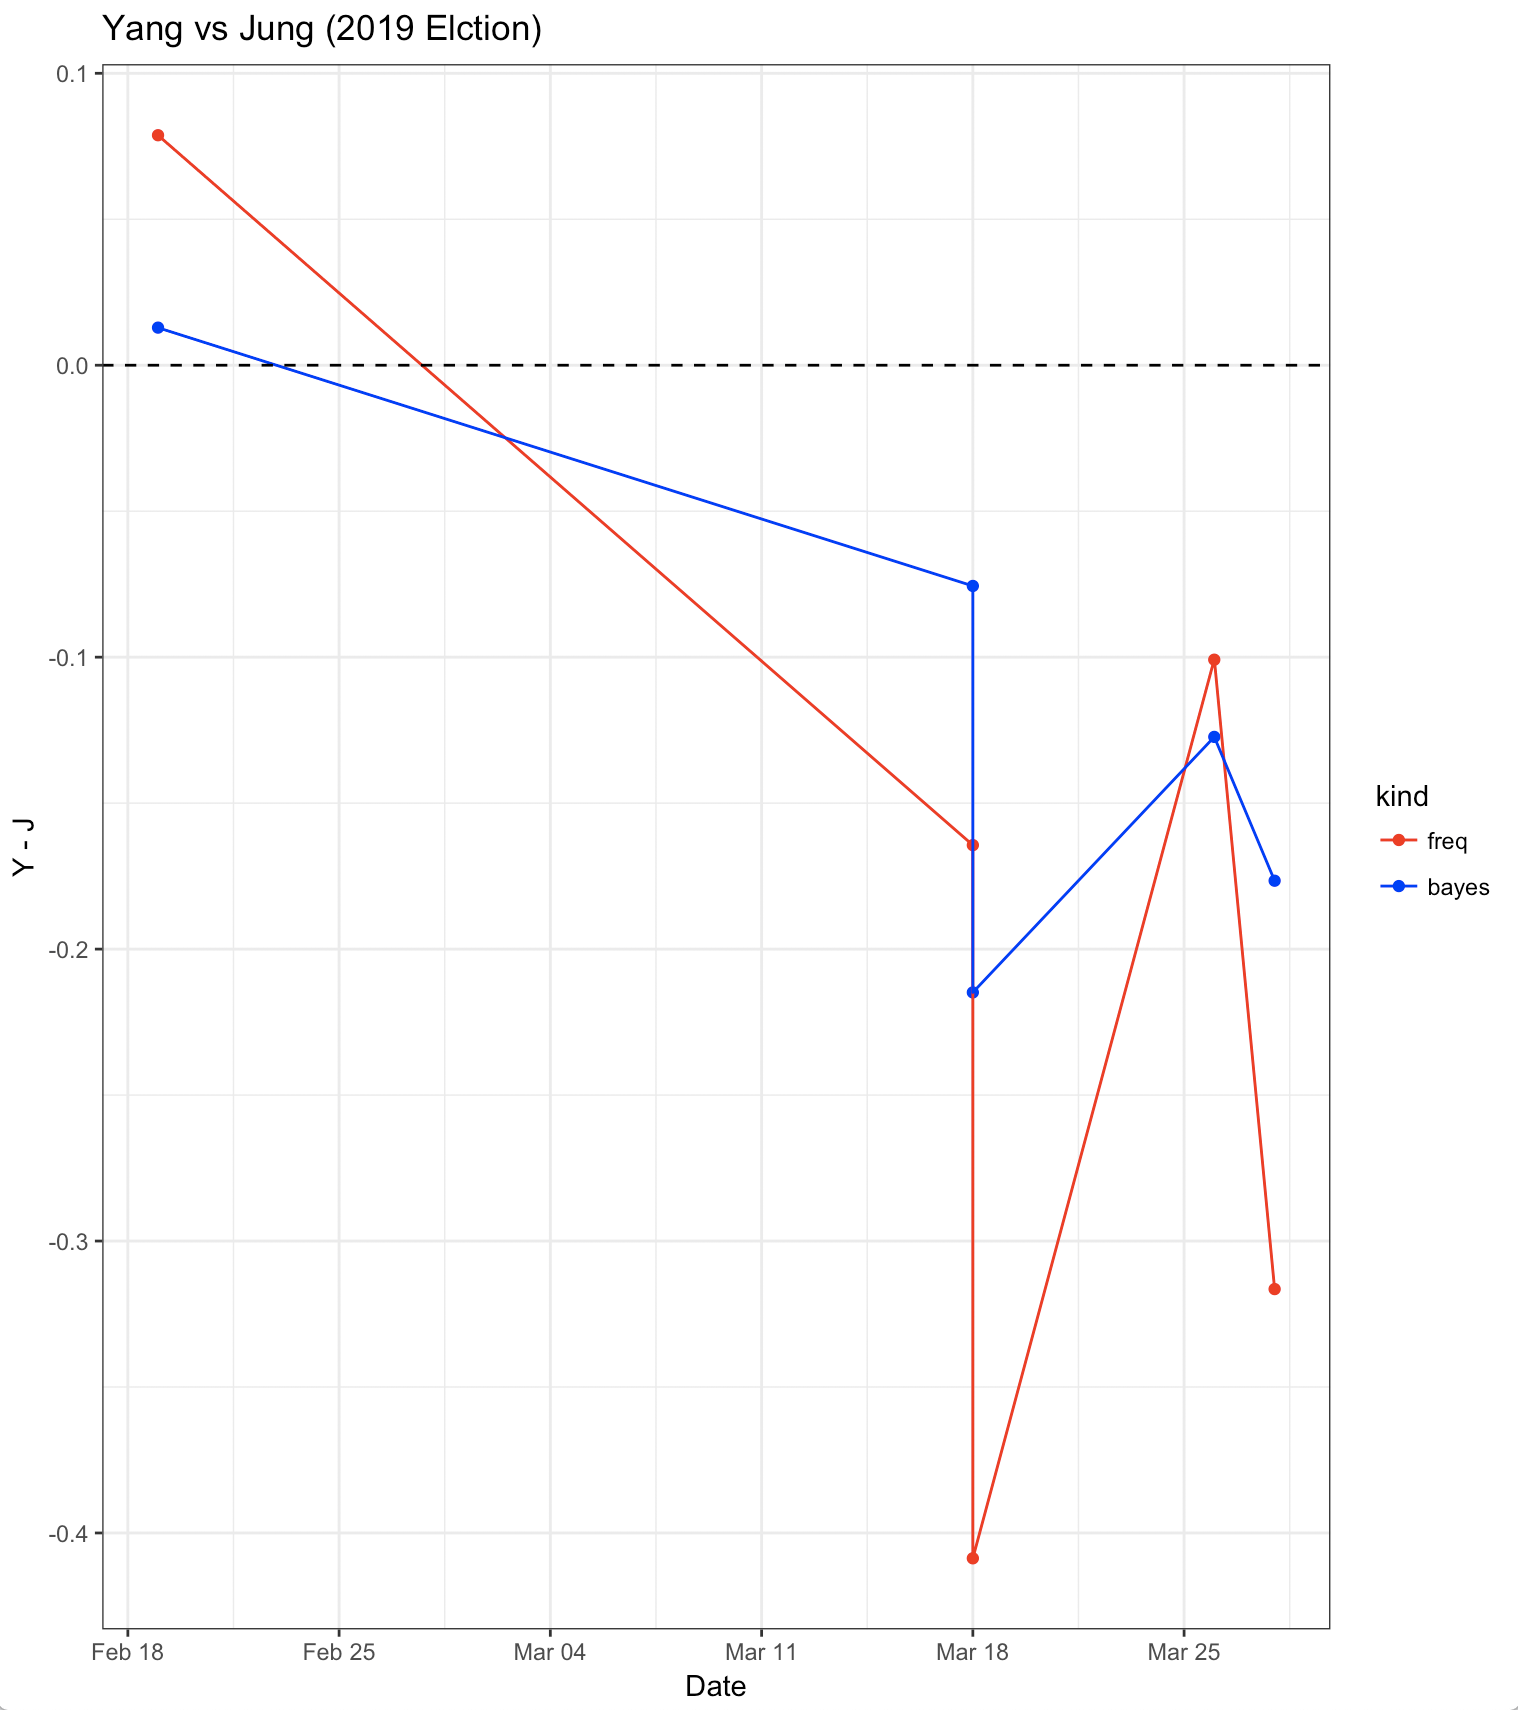 Yang vs Jung (2019 Elction)
0.1
0.0
-0.1
-0.2
-0.3
-0.4
Y - J
Feb 18
Feb 25
Mar 04
Mar 11
Mar 18
Mar 25
Date
kind
freq
bayes